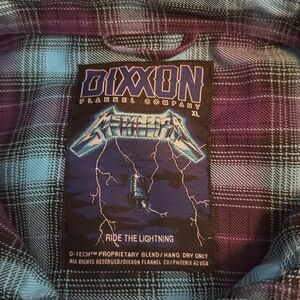 DIXXON
FLANNEL COMPANY
XL
METALLICA
RIDE THE LIGHTNING
D-TECH™ PROPRIETARY BLEND / HANG DRY ONLY
ALL RIGHTS RESERVED / DIXXON FLANNEL CO / PHOENIX AZ USA